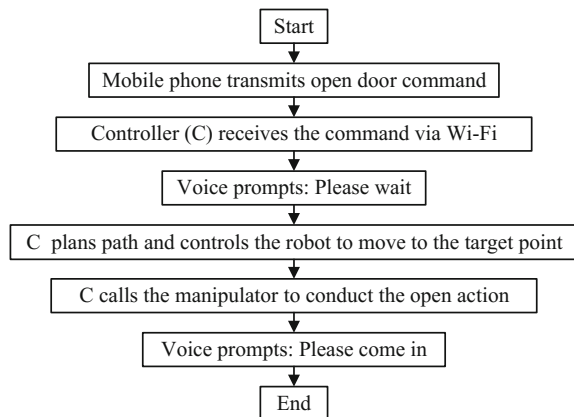 Start
Mobile phone transmits open door command
Controller (C) receives the command via Wi-Fi
Voice prompts: Please wait
C plans path and controls the robot to move to the target point
C calls the manipulator to conduct the open action
Voice prompts: Please come in
End